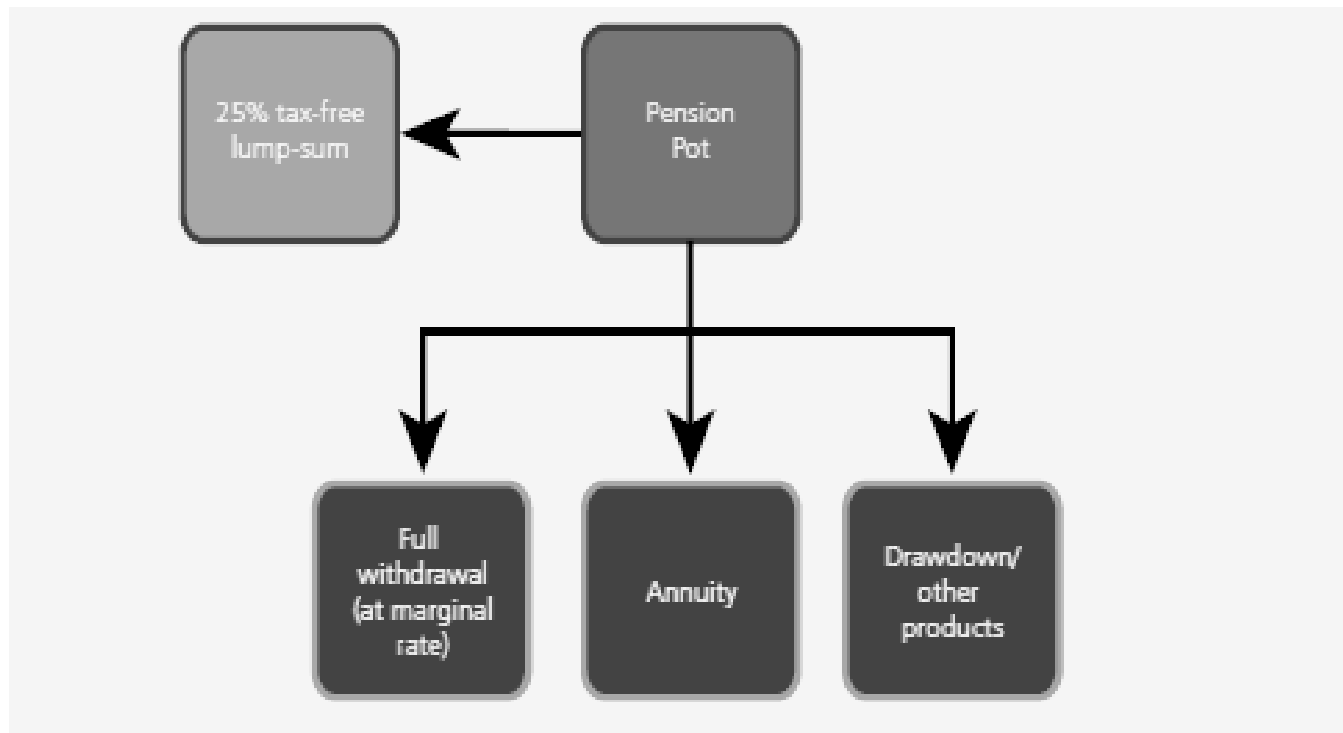 25% tax-free
lump-sum
Pension
Pot
Full
withdrawal
(at marginal
rate)
Annuity
Drawdown/
other
products